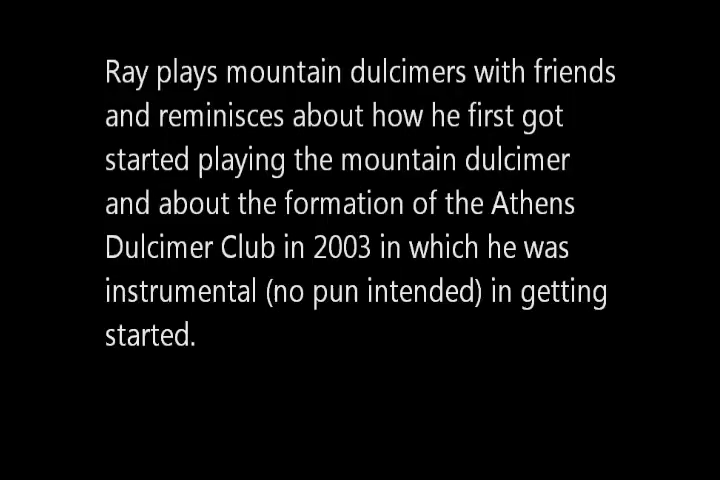 Ray plays mountain dulcimers with friends
and reminisces about how he first got
started playing the mountain dulcimer
and about the formation of the Athens
Dulcimer Club in 2003 in which he was
instrumental (no pun intended) in getting
started.